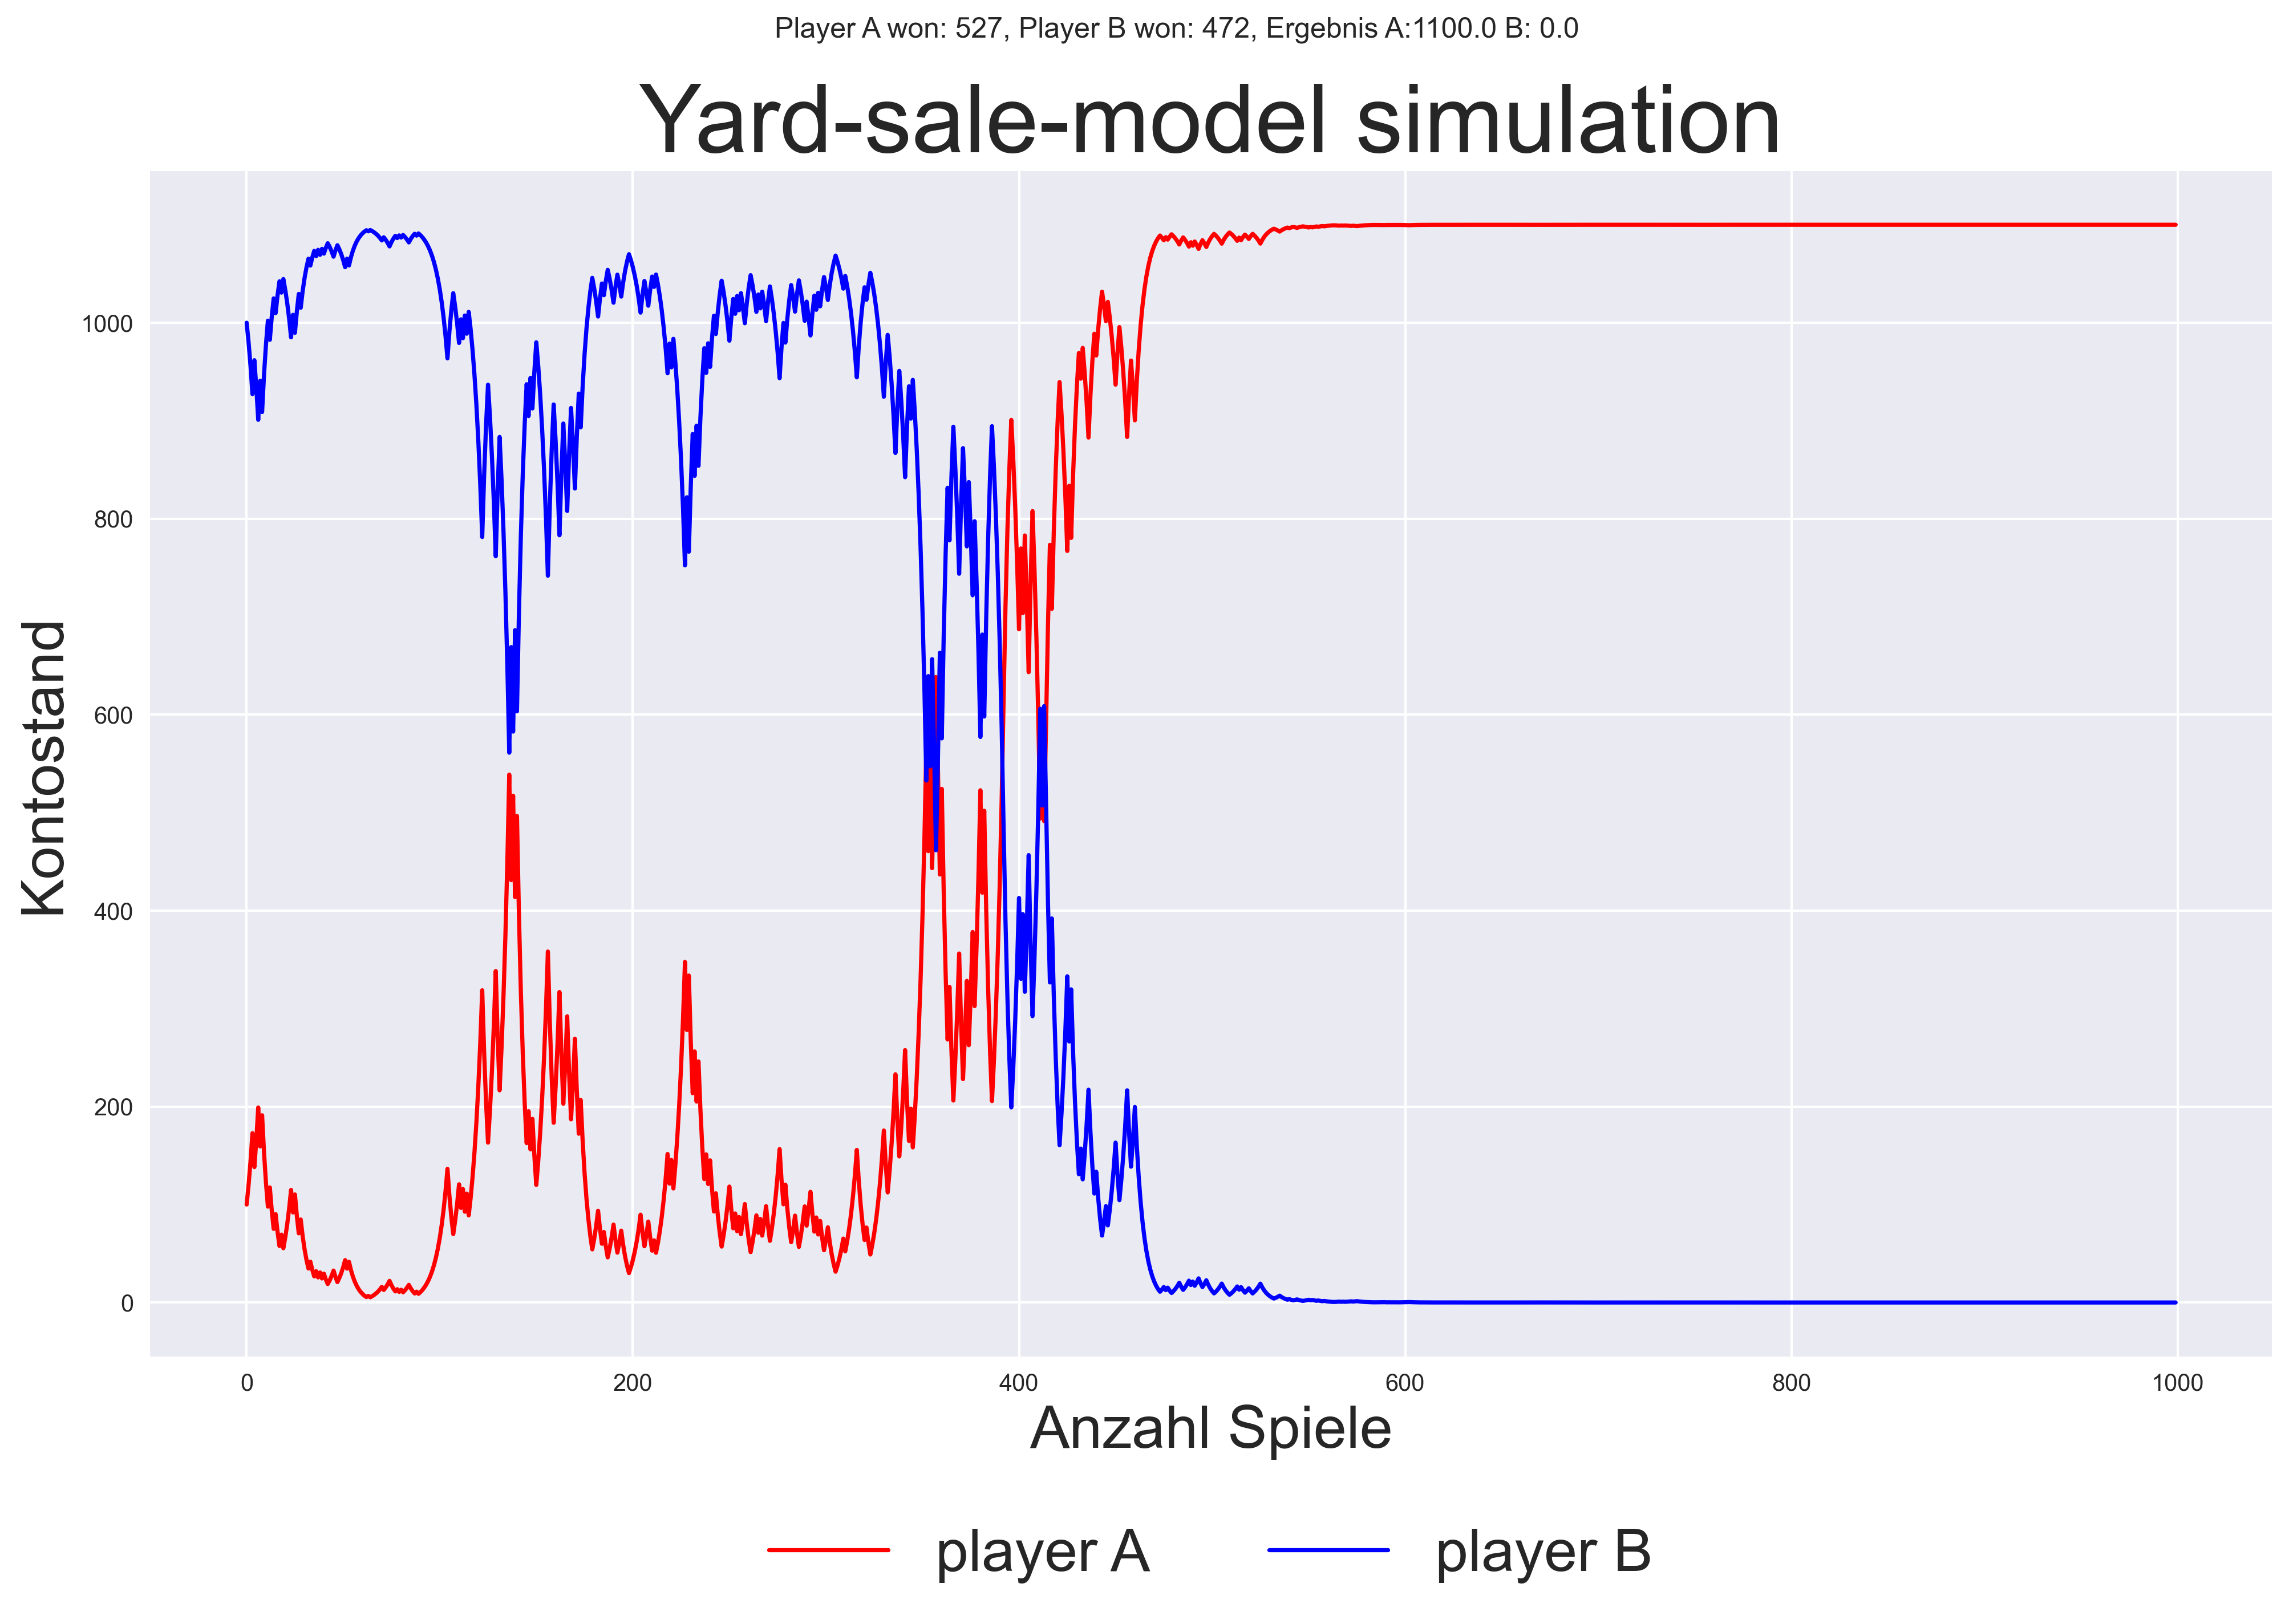 Player A won: 527, Player B won: 472, Ergebnis A:1100.0 B: 0.0
Yard-sale-model simulation
Kontostand
1000
800
600
400
200
0
0 200 400 600 800 1000
Anzahl Spiele
player A player B